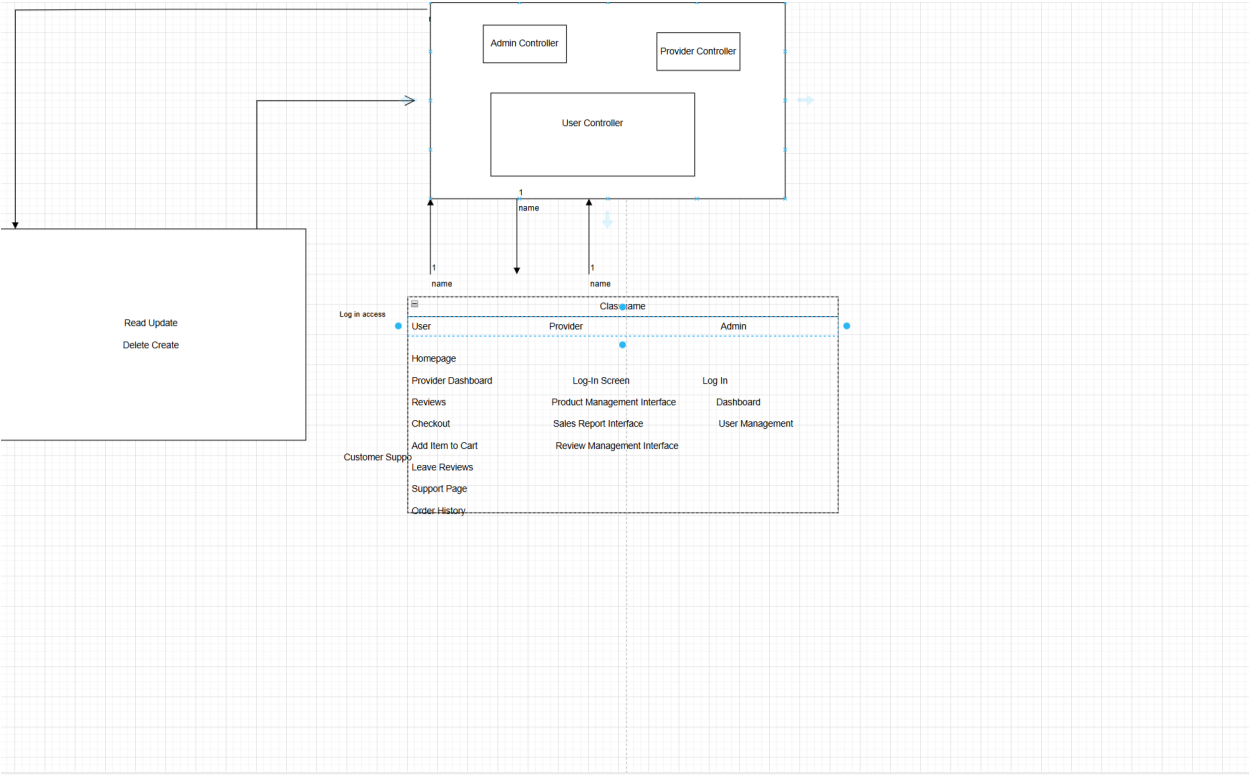 Admin Controller
Provider Controller
User Controller
1
name
1
name
1
name
Classname
Log in access
User Provider Admin
Read Update
Delete Create
Homepage
Provider Dashboard Log-In Screen Log In
Reviews Product Management Interface Dashboard
Checkout Sales Report Interface User Management
Add Item to Cart Review Management Interface
Customer Suppo
Leave Reviews
Support Page
Order History